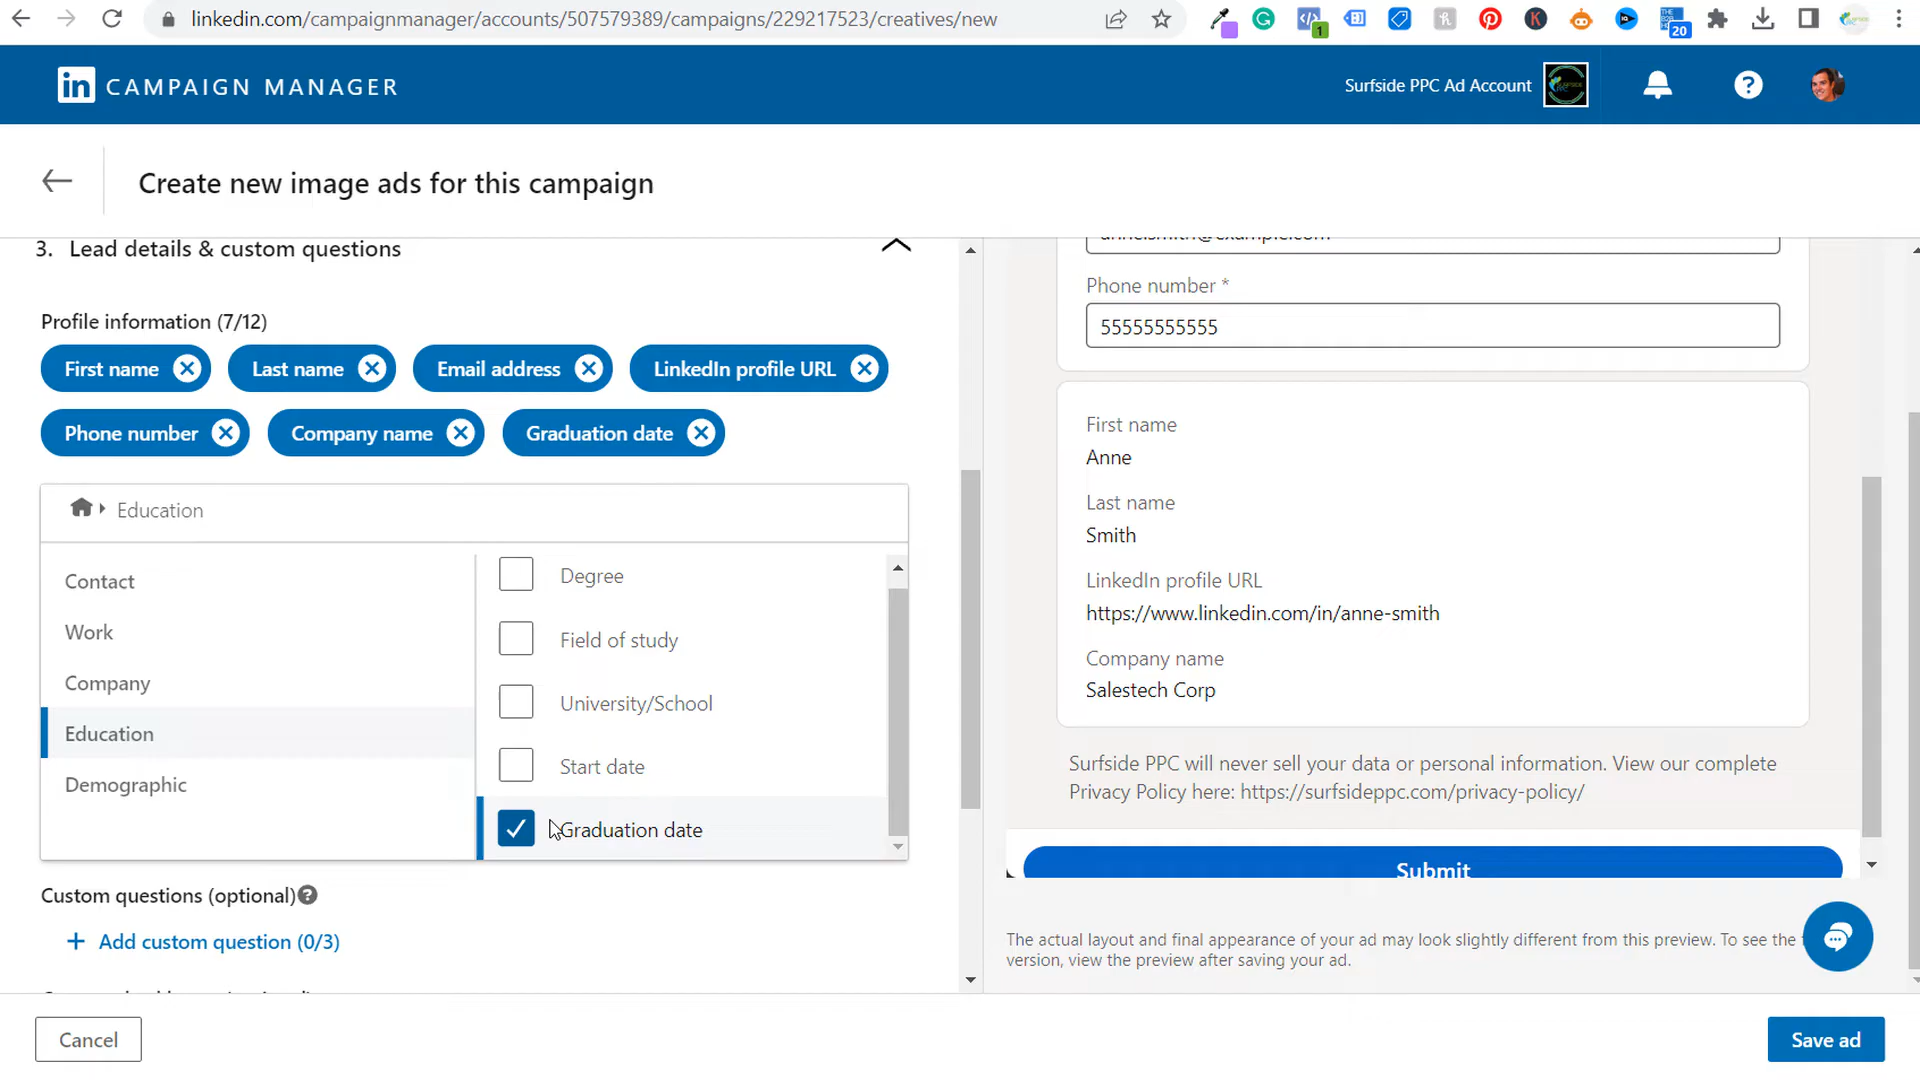 linkedin.com/campaignmanager/accounts/507579389/campaigns/229217523/creatives/new
1
20
in CAMPAIGN MANAGER
Surfside PPC Ad Account
Create new image ads for this campaign
3. Lead details & custom questions
Profile information (7/12)
First name
Last name
Email address
LinkedIn profile URL
Phone number
Company name
Graduation date
Education
Contact
Work
Company
Education
Demographic
Degree
Field of study
University/School
Start date
Graduation date
Custom questions (optional)
+ Add custom question (0/3)
Cancel
Phone number *
55555555555
First name
Anne
Last name
Smith
LinkedIn profile URL
https://www.linkedin.com/in/anne-smith
Company name
Salestech Corp
Surfside PPC will never sell your data or personal information. View our complete
Privacy Policy here: https://surfsideppc.com/privacy-policy/
Submit
The actual layout and final appearance of your ad may look slightly different from this preview. To see the
version, view the preview after saving your ad.
Save ad